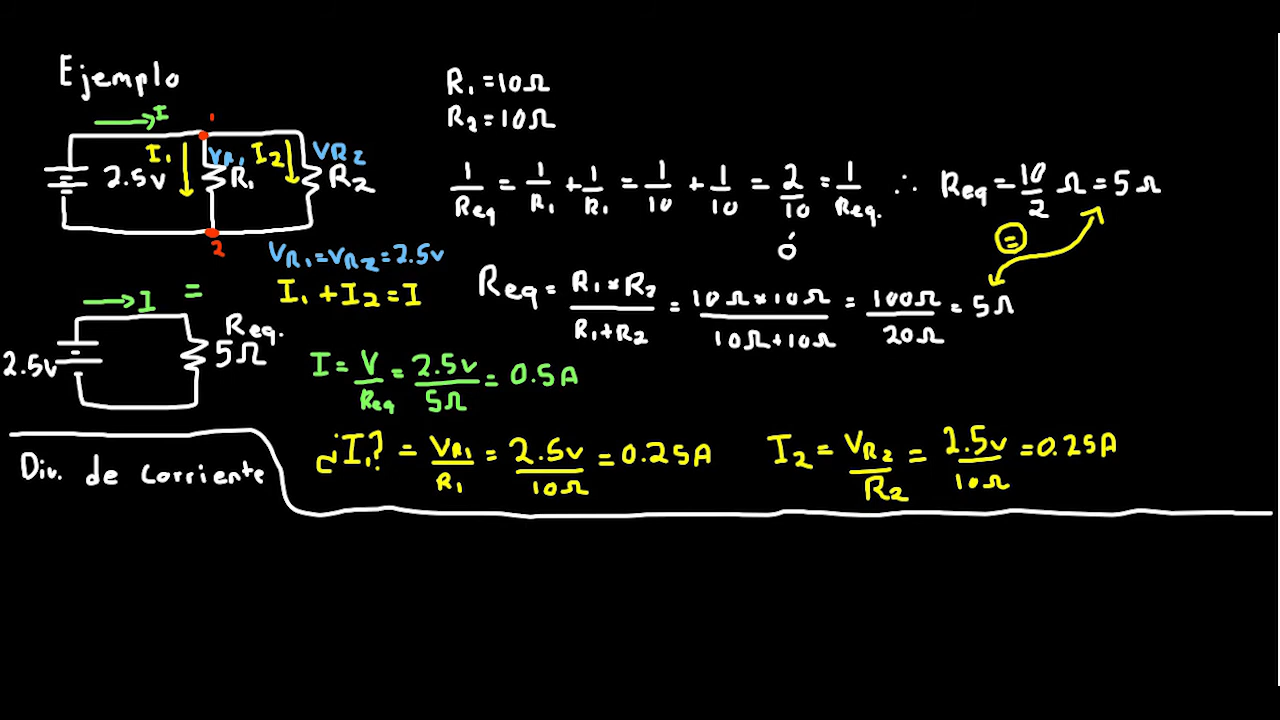 Ejemplo
I
1
I₁
VR₁
I₂
VR₂
2.5v
R₁
R₂
2
VR₁=VR₂=2.5v
I₁+I₂=I
R₁=10Ω
R₂=10Ω
1/Req = 1/R₁ + 1/R₁ = 1/10 + 1/10 = 2/10 = 1/Req. ∴ Req = 10/2 Ω = 5Ω
ó
=
Req = R₁*R₂/R₁+R₂ = 10Ω*10Ω/10Ω+10Ω = 100Ω/20Ω = 5Ω
I
=
Req.
5Ω
2.5v
I = V/Req = 2.5v/5Ω = 0.5A
Div. de corriente
¿I₁? = VR₁/R₁ = 2.5v/10Ω = 0.25A
I₂ = VR₂/R₂ = 2.5v/10Ω = 0.25A